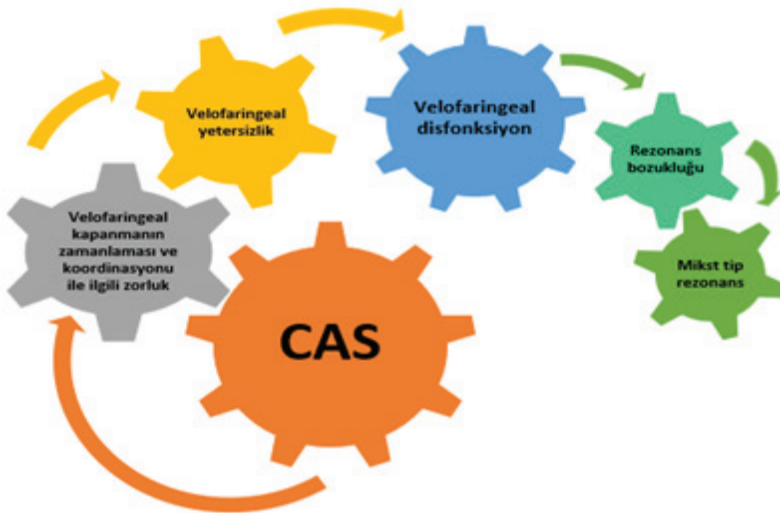 CAS
Velofaringeal
kapanmanın
zamanlaması ve
koordinasyonu
ile ilgili zorluk
Velofaringeal
yetersizlik
Velofaringeal
disfonksiyon
Rezonans
bozukluğu
Mikst tip
rezonans